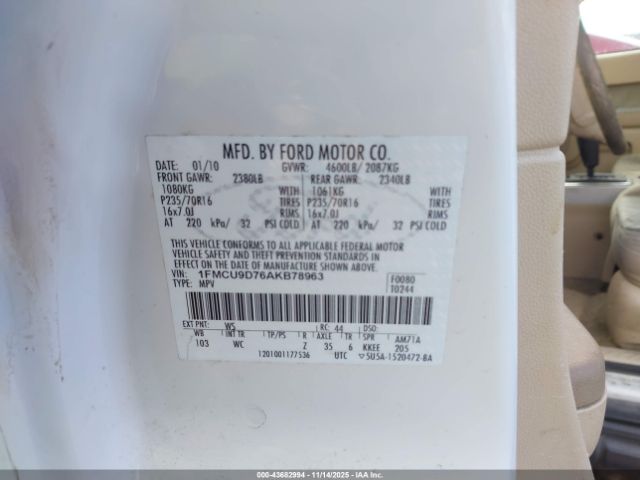 MFD. BY FORD MOTOR CO.
DATE: 01/10 GVWR: 4600LB/ 2087KG
FRONT GAWR: 2380LB REAR GAWR: 2340LB
1080KG WITH 1061KG WITH
P235/70R16 TIRES P235/70R16 TIRES
16x7.0J RIMS 16x7.0J RIMS
AT 220 kPa/ 32 PSI COLD AT 220 kPa/ 32 PSI COLD
THIS VEHICLE CONFORMS TO ALL APPLICABLE FEDERAL MOTOR
VEHICLE SAFETY AND THEFT PREVENTION STANDARDS IN
EFFECT ON THE DATE OF MANUFACTURE SHOWN ABOVE.
VIN: 1FMCU9D76AKB78963 F0080
TYPE: MPV T0244
EXT PNT: WS RC: 44 DSO:
WB INT TR TP/PS R AXLE TR SPR AM71A
103 WC Z 35 6 KKEE 205
1201001177536 UTC 5U5A-1520472-BA
000-43682994 | 11/14/2025 | IAAI.COM